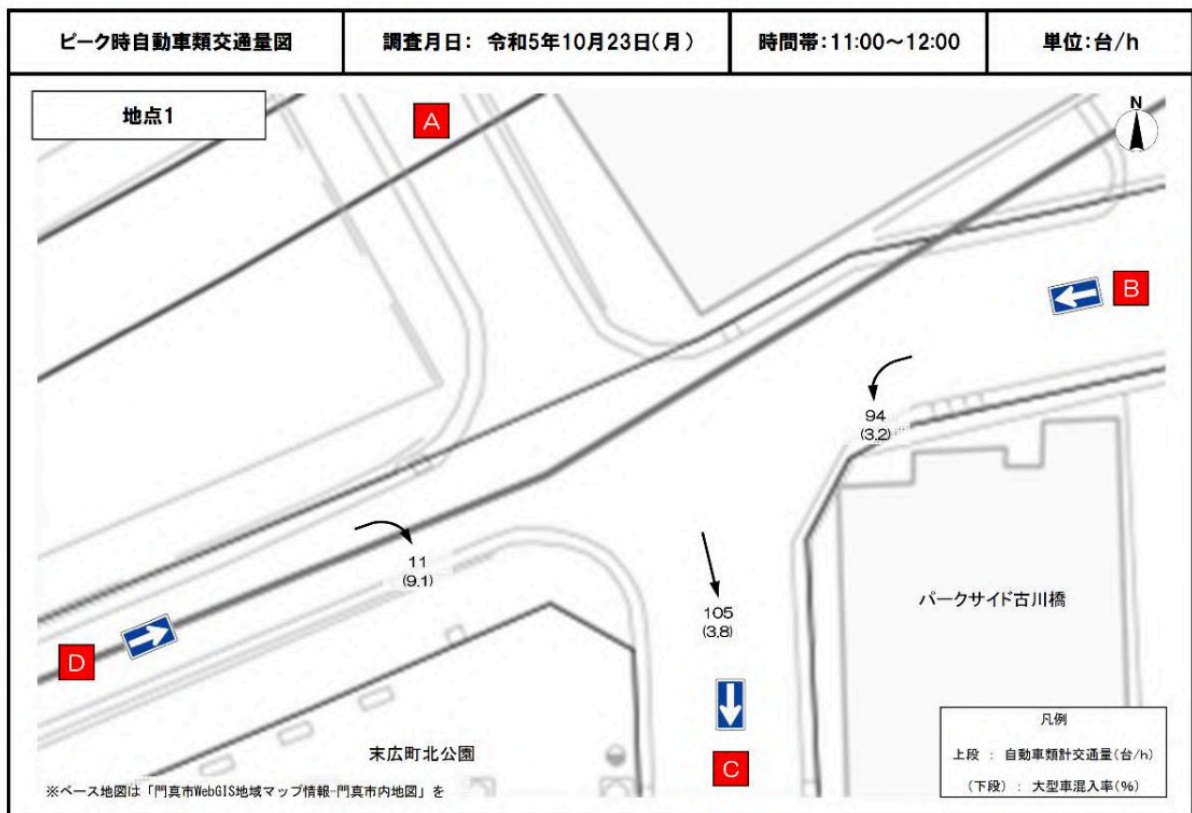 ピーク時自動車類交通量図
調査月日: 令和5年10月23日(月)
時間帯:11:00～12:00
単位:台/h
地点1
A
N
B
94
(3.2)
11
(9.1)
105
(3.8)
パークサイド古川橋
D
C
末広町北公園
凡例
上段 : 自動車類計交通量(台/h)
(下段) : 大型車混入率(%)
※ベース地図は「門真市WebGIS地域マップ情報-門真市内地図」を